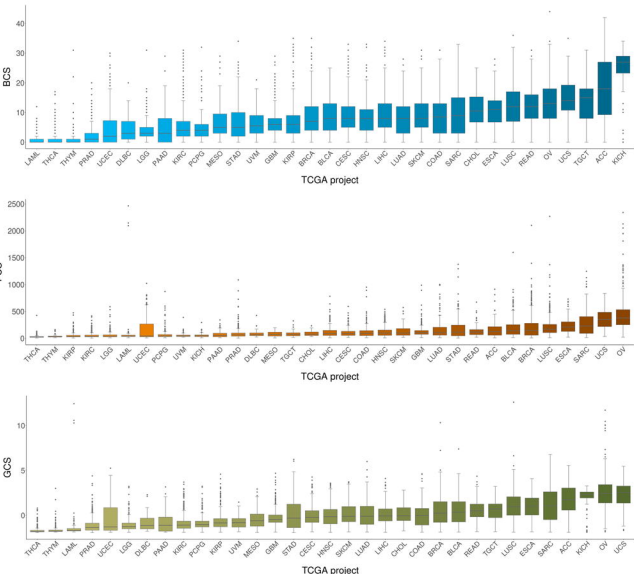 40
30
20
10
0
BCS
LAML THCA THYM PRAD UCEC DLBC LGG PAAD KIRC PCPG MESO STAD UVM GBM KIRP BRCA BLCA CESC HNSC LIHC LUAD SKCM COAD SARC CHOL ESCA LUSC READ OV UCS TGCT ACC KICH
TCGA project
2500
2000
1500
1000
500
0
THCA THYM KIRP KIRC LGG LAML UCEC PCPG UVM KICH PAAD PRAD DLBC MESO TGCT CHOL LIHC CESC COAD HNSC SKCM GBM LUAD STAD READ ACC BLCA BRCA LUSC ESCA SARC UCS OV
TCGA project
10
5
0
GCS
THCA THYM LAML PRAD UCEC LGG DLBC PAAD KIRC PCPG KIRP UVM MESO GBM STAD CESC HNSC SKCM LUAD LIHC CHOL COAD BRCA BLCA READ TGCT LUSC ESCA SARC ACC KICH OV UCS
TCGA project